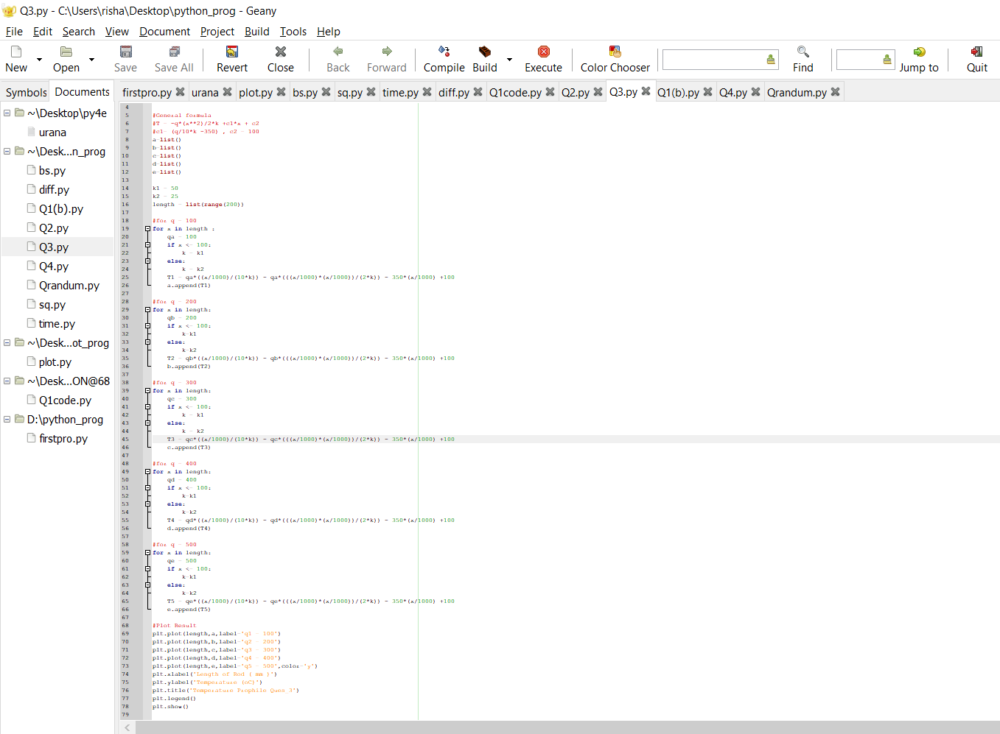 Q3.py - C:\Users\risha\Desktop\python_prog - Geany
File Edit Search View Document Project Build Tools Help
New Open Save Save All Revert Close Back Forward Compile Build Execute Color Chooser Find Jump to Quit
Symbols Documents firstpro.py urana plot.py bs.py sq.py time.py diff.py Q1code.py Q2.py Q3.py Q1(b).py Q4.py Qrandum.py
~\Desktop\py4e
urana
~\Desk...n_prog
bs.py
diff.py
Q1(b).py
Q2.py
Q3.py
Q4.py
Qrandum.py
sq.py
time.py
~\Desk...ot_prog
plot.py
~\Desk...ON@68
Q1code.py
D:\python_prog
firstpro.py
4
5 #General formula
6 #T = -q*(x**2)/2*k +c1*x + c2
7 #c1= (q/10*k -350) , c2 = 100
8 a=list()
9 b=list()
10 c=list()
11 d=list()
12 e=list()
13
14 k1 = 50
15 k2 = 25
16 length = list(range(200))
17
18 #for q = 100
19 for x in length :
20 qa = 100
21 if x <= 100:
22 k = k1
23 else:
24 k = k2
25 T1 = qa*((x/1000)/(10*k)) - qa*(((x/1000)*(x/1000))/(2*k)) - 350*(x/1000) +100
26 a.append(T1)
27
28 #for q = 200
29 for x in length:
30 qb = 200
31 if x <= 100:
32 k=k1
33 else:
34 k=k2
35 T2 = qb*((x/1000)/(10*k)) - qb*(((x/1000)*(x/1000))/(2*k)) - 350*(x/1000) +100
36 b.append(T2)
37
38 #for q = 300
39 for x in length:
40 qc = 300
41 if x <= 100:
42 k = k1
43 else:
44 k = k2
45 T3 = qc*((x/1000)/(10*k)) - qc*(((x/1000)*(x/1000))/(2*k)) - 350*(x/1000) +100
46 c.append(T3)
47
48 #for q = 400
49 for x in length:
50 qd = 400
51 if x <= 100:
52 k=k1
53 else:
54 k=k2
55 T4 = qd*((x/1000)/(10*k)) - qd*(((x/1000)*(x/1000))/(2*k)) - 350*(x/1000) +100
56 d.append(T4)
57
58 #for q = 500
59 for x in length:
60 qe = 500
61 if x <= 100:
62 k=k1
63 else:
64 k=k2
65 T5 = qe*((x/1000)/(10*k)) - qe*(((x/1000)*(x/1000))/(2*k)) - 350*(x/1000) +100
66 e.append(T5)
67
68 #Plot Result
69 plt.plot(length,a,label='q1 = 100')
70 plt.plot(length,b,label='q2 = 200')
71 plt.plot(length,c,label='q3 = 300')
72 plt.plot(length,d,label='q4 = 400')
73 plt.plot(length,e,label='q5 = 500',color='y')
74 plt.xlabel('Length of Rod ( mm )')
75 plt.ylabel('Temperature (oC)')
76 plt.title('Temperature Prophile Ques_3')
77 plt.legend()
78 plt.show()
79